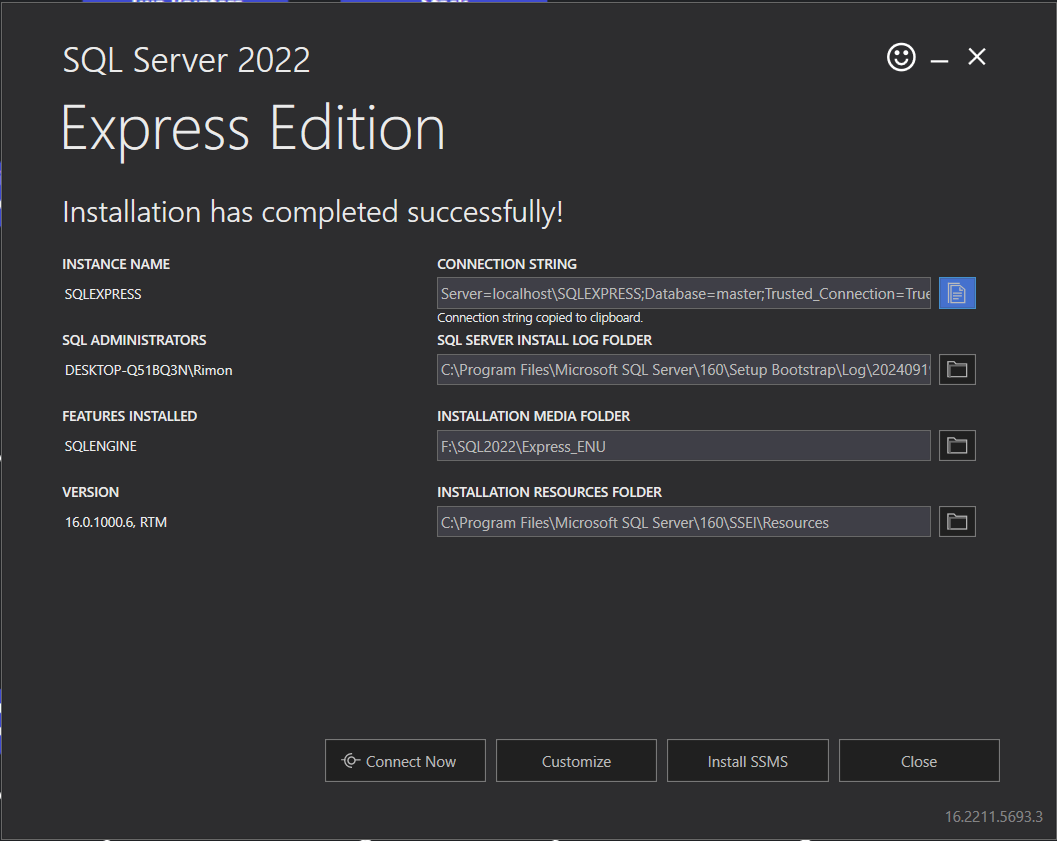 SQL Server 2022
Express Edition
Installation has completed successfully!
INSTANCE NAME
SQLEXPRESS
CONNECTION STRING
Server=localhost\SQLEXPRESS;Database=master;Trusted_Connection=True
Connection string copied to clipboard.
SQL ADMINISTRATORS
DESKTOP-Q51BQ3N\Rimon
SQL SERVER INSTALL LOG FOLDER
C:\Program Files\Microsoft SQL Server\160\Setup Bootstrap\Log\2024091
FEATURES INSTALLED
SQLENGINE
INSTALLATION MEDIA FOLDER
F:\SQL2022\Express_ENU
VERSION
16.0.1000.6, RTM
INSTALLATION RESOURCES FOLDER
C:\Program Files\Microsoft SQL Server\160\SSEI\Resources
Connect Now
Customize
Install SSMS
Close
16.2211.5693.3